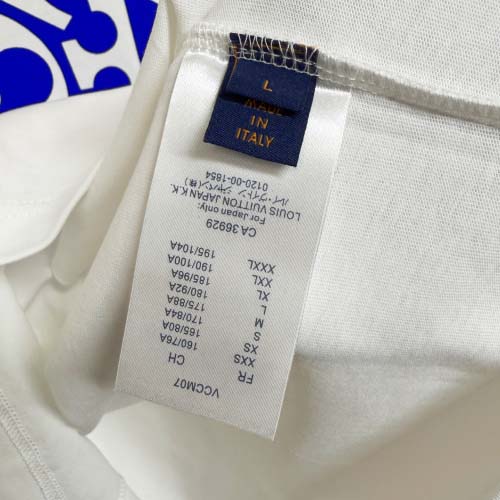 L
MADE
IN
ITALY
VCCM07
FR CH
XXS 160/76A
XS 165/80A
S 170/84A
M 175/88A
L 180/92A
XL 185/96A
XXL 190/100A
XXXL 195/104A
CA 36929
For Japan only:
LOUIS VUITTON JAPAN K.K.
ルイ・ヴィトン ジャパン(株)
0120-00-1854